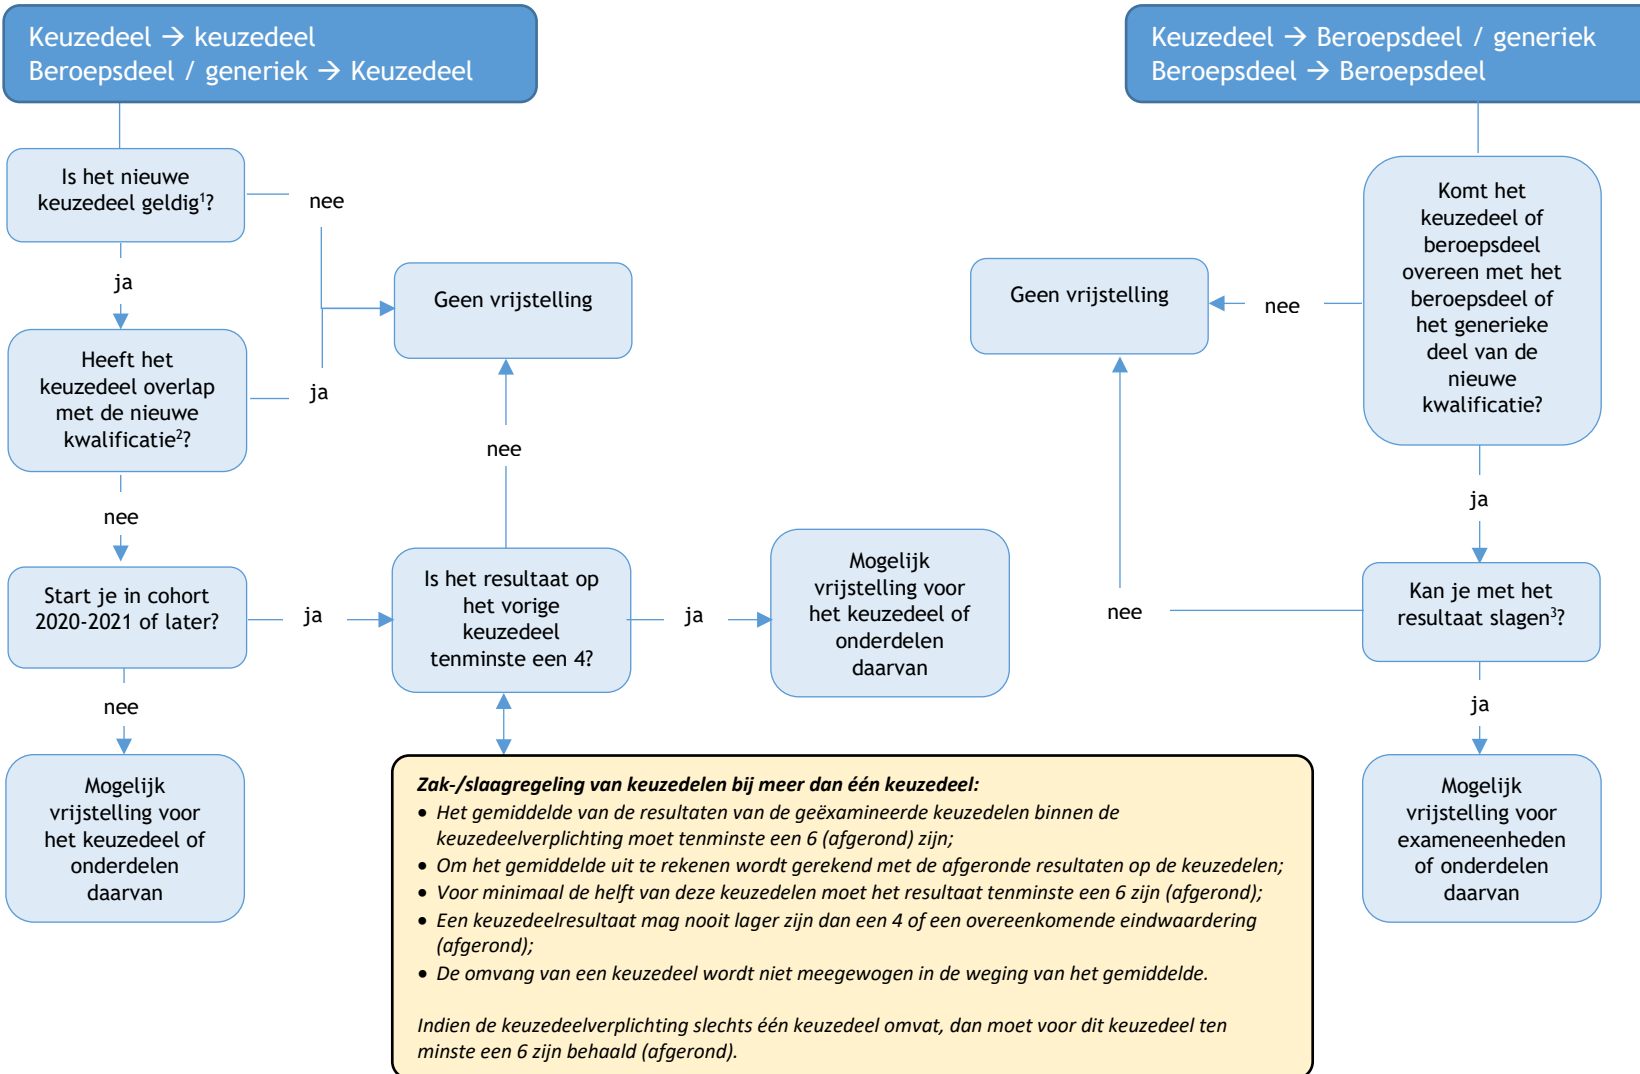 Keuzedeel → keuzedeel
Beroepsdeel / generiek → Keuzedeel
Is het nieuwe
keuzedeel geldig¹?
nee
ja
Heeft het
keuzedeel overlap
met de nieuwe
kwalificatie²?
ja
Geen vrijstelling
nee
nee
Start je in cohort
2020-2021 of later?
ja
Is het resultaat op
het vorige
keuzedeel
tenminste een 4?
ja
Mogelijk
vrijstelling voor
het keuzedeel of
onderdelen
daarvan
nee
Mogelijk
vrijstelling voor
het keuzedeel of
onderdelen
daarvan
Zak-/slaagregeling van keuzedelen bij meer dan één keuzedeel:
• Het gemiddelde van de resultaten van de geëxamineerde keuzedelen binnen de
keuzedeelverplichting moet tenminste een 6 (afgerond) zijn;
• Om het gemiddelde uit te rekenen wordt gerekend met de afgeronde resultaten op de keuzedelen;
• Voor minimaal de helft van deze keuzedelen moet het resultaat tenminste een 6 zijn (afgerond);
• Een keuzedeelresultaat mag nooit lager zijn dan een 4 of een overeenkomende eindwaardering
(afgerond);
• De omvang van een keuzedeel wordt niet meegewogen in de weging van het gemiddelde.
Indien de keuzedeelverplichting slechts één keuzedeel omvat, dan moet voor dit keuzedeel ten
minste een 6 zijn behaald (afgerond).
Keuzedeel → Beroepsdeel / generiek
Beroepsdeel → Beroepsdeel
Komt het
keuzedeel of
beroepsdeel
overeen met het
beroepsdeel of
het generieke
deel van de
nieuwe
kwalificatie?
nee
Geen vrijstelling
ja
Kan je met het
resultaat slagen³?
nee
ja
Mogelijk
vrijstelling voor
exameneenheden
of onderdelen
daarvan